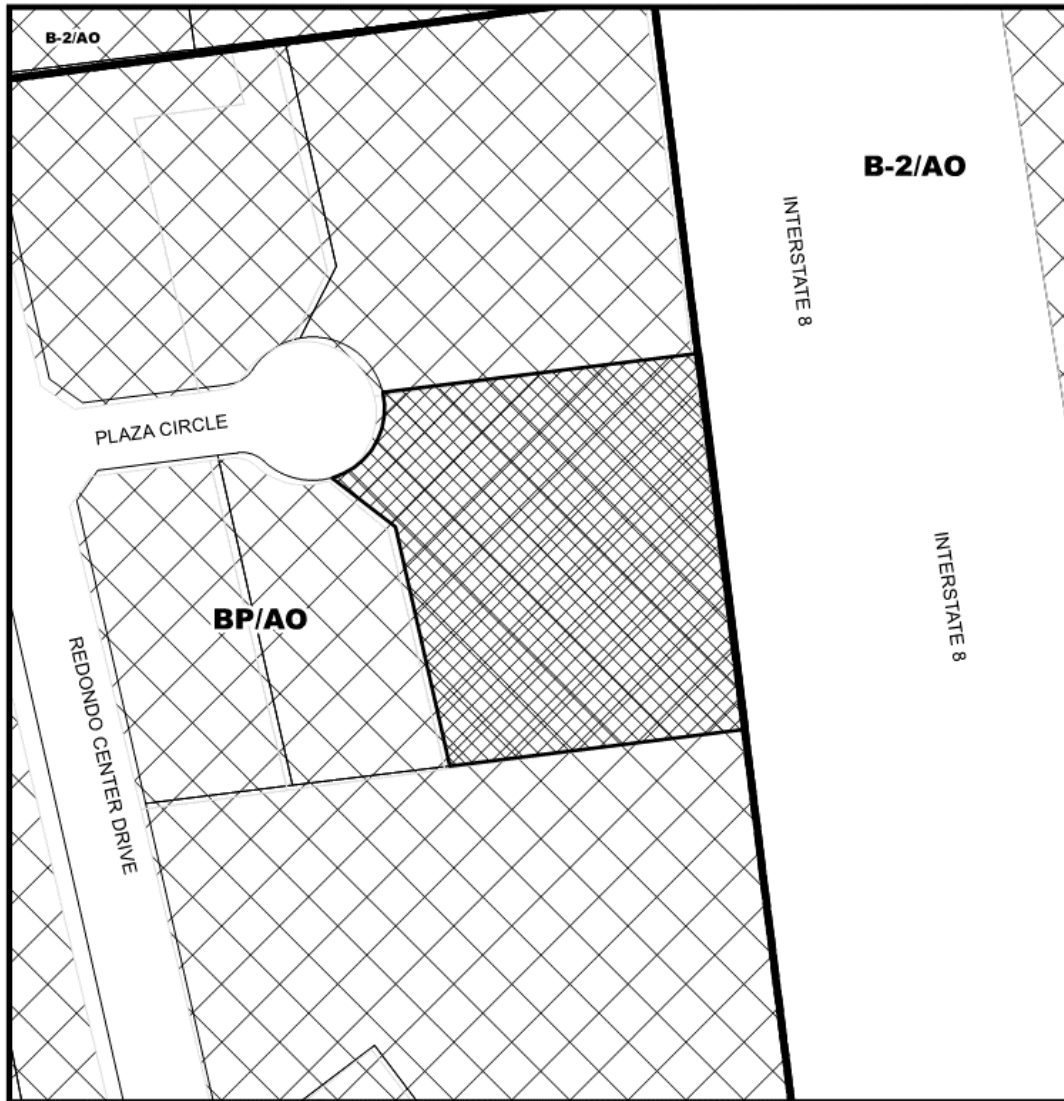 B-2/AO
B-2/AO
INTERSTATE 8
PLAZA CIRCLE
INTERSTATE 8
BP/AO
REDONDO CENTER DRIVE